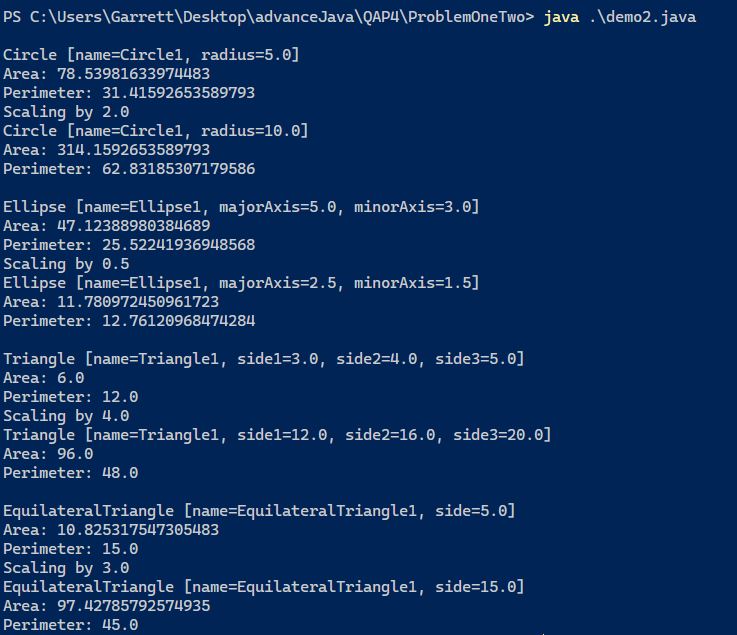 PS C:\Users\Garrett\Desktop\advanceJava\QAP4\ProblemOneTwo> java .\demo2.java
Circle [name=Circle1, radius=5.0]
Area: 78.53981633974483
Perimeter: 31.41592653589793
Scaling by 2.0
Circle [name=Circle1, radius=10.0]
Area: 314.1592653589793
Perimeter: 62.83185307179586
Ellipse [name=Ellipse1, majorAxis=5.0, minorAxis=3.0]
Area: 47.12388980384689
Perimeter: 25.52241936948568
Scaling by 0.5
Ellipse [name=Ellipse1, majorAxis=2.5, minorAxis=1.5]
Area: 11.780972450961723
Perimeter: 12.76120968474284
Triangle [name=Triangle1, side1=3.0, side2=4.0, side3=5.0]
Area: 6.0
Perimeter: 12.0
Scaling by 4.0
Triangle [name=Triangle1, side1=12.0, side2=16.0, side3=20.0]
Area: 96.0
Perimeter: 48.0
EquilateralTriangle [name=EquilateralTriangle1, side=5.0]
Area: 10.825317547305483
Perimeter: 15.0
Scaling by 3.0
EquilateralTriangle [name=EquilateralTriangle1, side=15.0]
Area: 97.42785792574935
Perimeter: 45.0